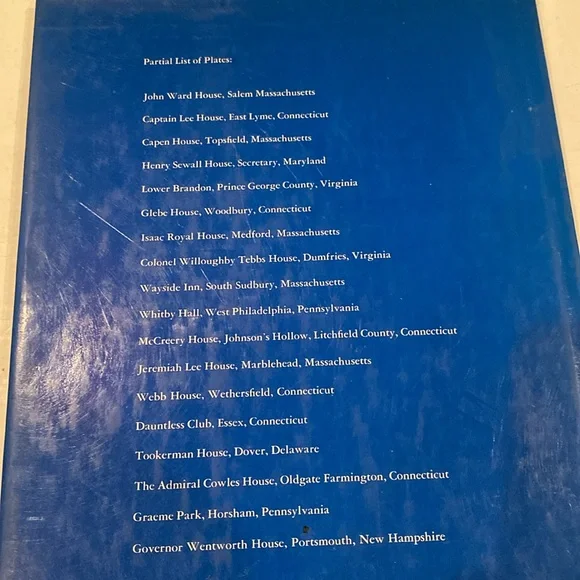 Partial List of Plates:
John Ward House, Salem Massachusetts
Captain Lee House, East Lyme, Connecticut
Capen House, Topsfield, Massachusetts
Henry Sewall House, Secretary, Maryland
Lower Brandon, Prince George County, Virginia
Glebe House, Woodbury, Connecticut
Isaac Royal House, Medford, Massachusetts
Colonel Willoughby Tebbs House, Dumfries, Virginia
Wayside Inn, South Sudbury, Massachusetts
Whitby Hall, West Philadelphia, Pennsylvania
McCreery House, Johnson's Hollow, Litchfield County, Connecticut
Jeremiah Lee House, Marblehead, Massachusetts
Webb House, Wethersfield, Connecticut
Dauntless Club, Essex, Connecticut
Tookerman House, Dover, Delaware
The Admiral Cowles House, Oldgate Farmington, Connecticut
Graeme Park, Horsham, Pennsylvania
Governor Wentworth House, Portsmouth, New Hampshire